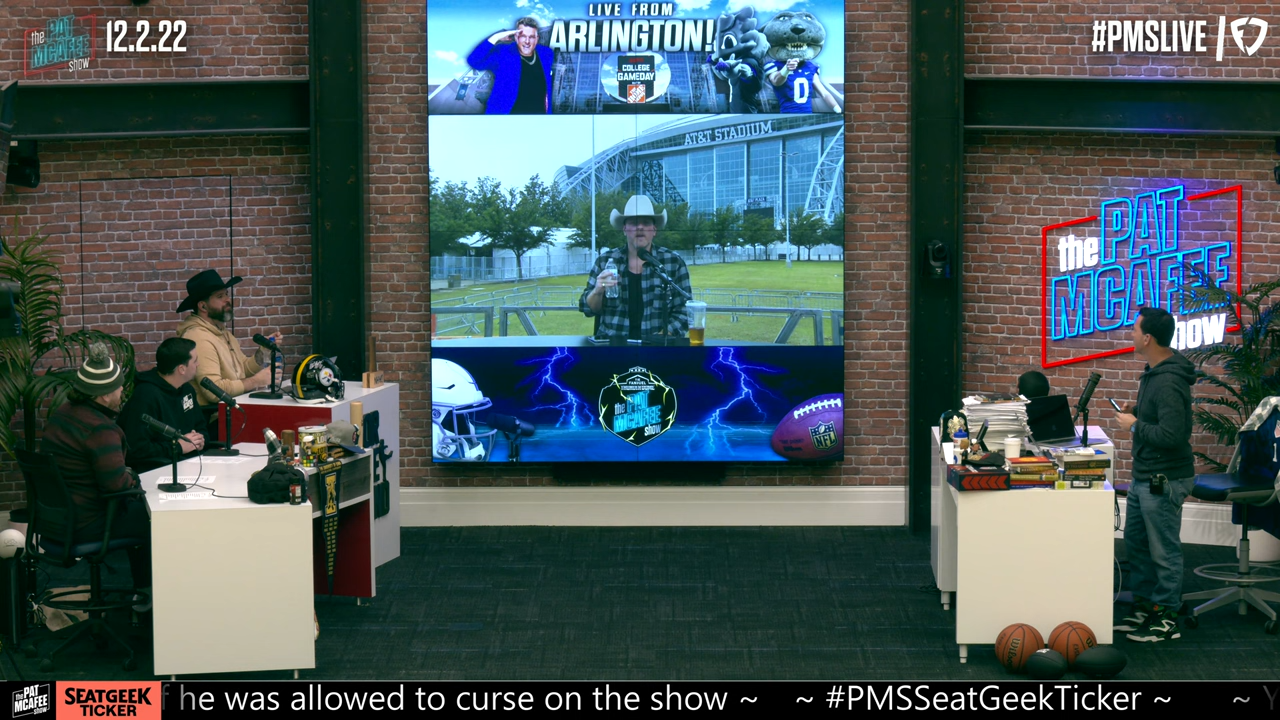 the PAT MCAFEE show
12.2.22
#PMSLIVE
LIVE FROM
ARLINGTON!
COLLEGE
GAMEDAY
0
AT&T STADIUM
the
PAT
MCAFEE
show
the
PAT
MCAFEE
show
NFL
the PAT MCAFEE show
SEATGEEK
TICKER
he was allowed to curse on the show ~ ~ #PMSSeatGeekTicker ~ ~